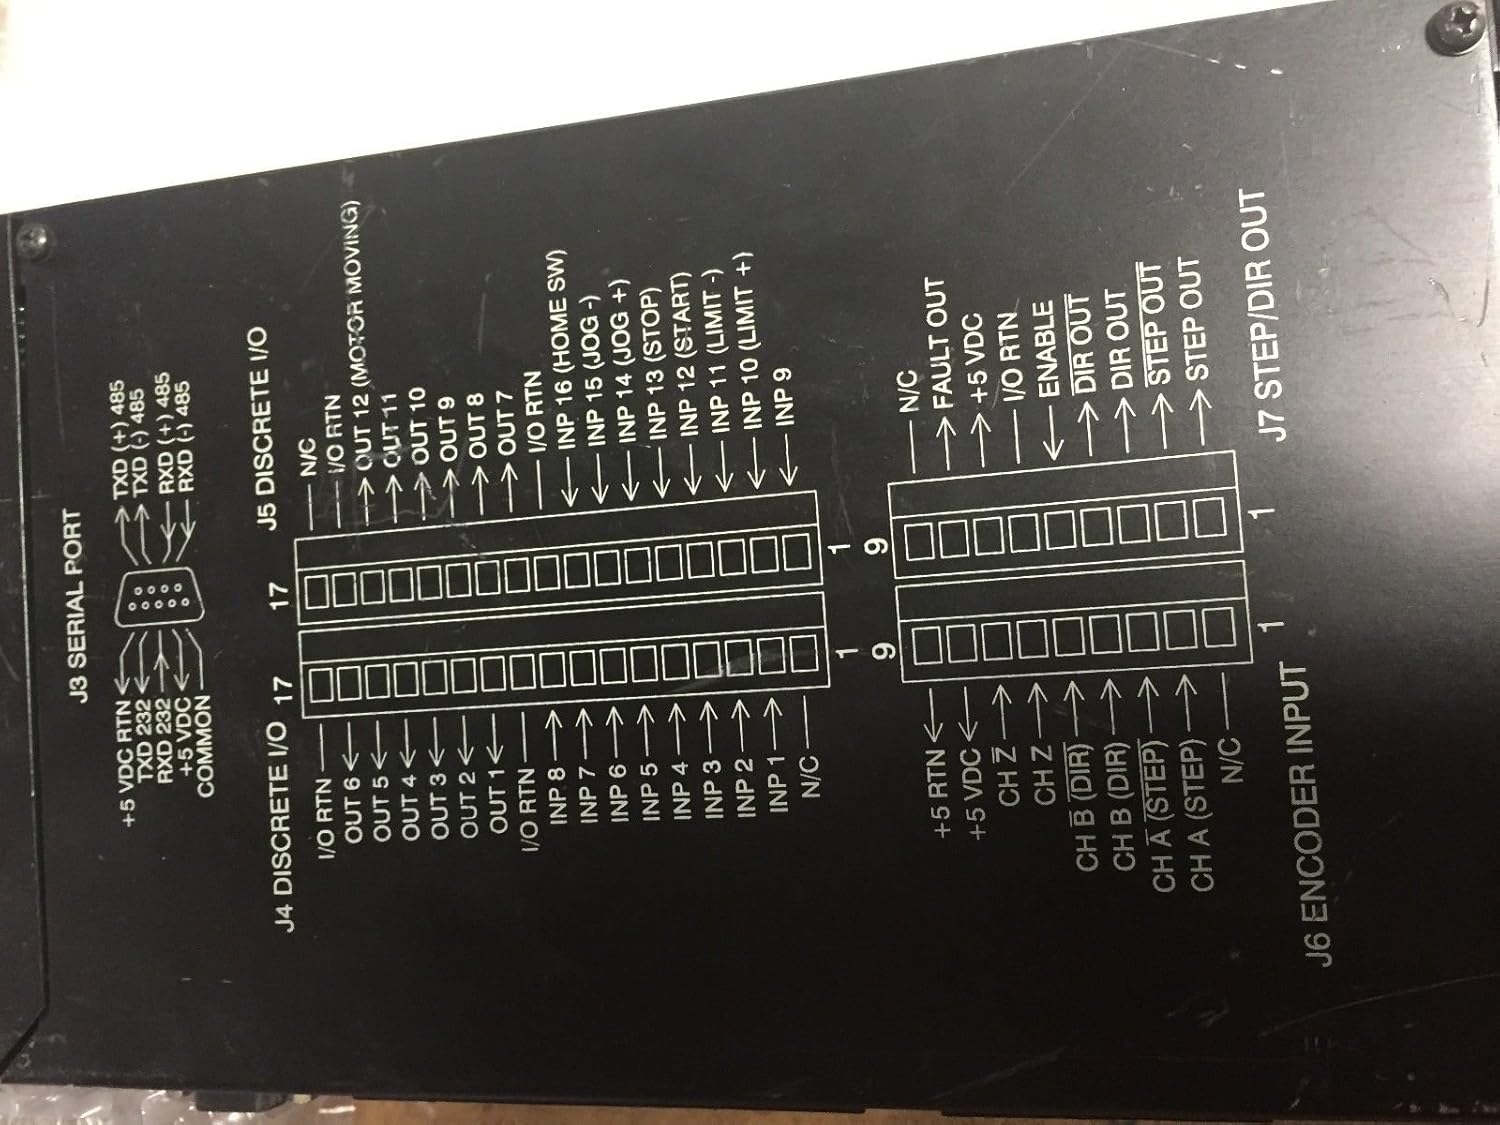 J3 SERIAL PORT
+5 VDC RTN
TXD 232
RXD 232
+5 VDC
COMMON
TXD (+) 485
TXD (-) 485
RXD (+) 485
RXD (-) 485
J4 DISCRETE I/O
17
I/O RTN
OUT 6
OUT 5
OUT 4
OUT 3
OUT 2
OUT 1
I/O RTN
INP 8
INP 7
INP 6
INP 5
INP 4
INP 3
INP 2
INP 1
N/C
1
J5 DISCRETE I/O
17
N/C
I/O RTN
OUT 12 (MOTOR MOVING)
OUT 11
OUT 10
OUT 9
OUT 8
OUT 7
I/O RTN
INP 16 (HOME SW)
INP 15 (JOG -)
INP 14 (JOG +)
INP 13 (STOP)
INP 12 (START)
INP 11 (LIMIT -)
INP 10 (LIMIT +)
INP 9
1
9
+5 RTN
+5 VDC
CH Z̅
CH Z
CH B̅ (D̅I̅R̅)
CH B (DIR)
CH A̅ (S̅T̅E̅P̅)
CH A (STEP)
N/C
1
J6 ENCODER INPUT
9
N/C
FAULT OUT
+5 VDC
I/O RTN
ENABLE
D̅I̅R̅ O̅U̅T̅
DIR OUT
S̅T̅E̅P̅ O̅U̅T̅
STEP OUT
1
J7 STEP/DIR OUT